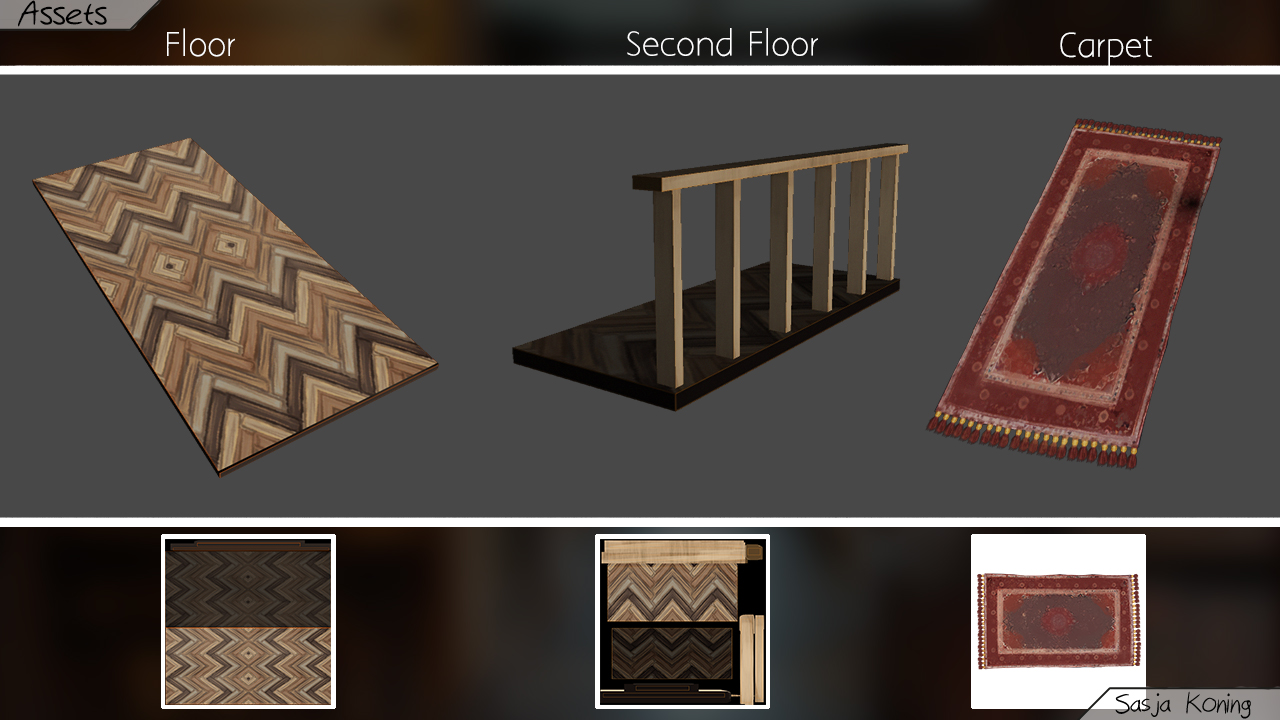 Assets
Floor
Second Floor
Carpet
Sasja Koning